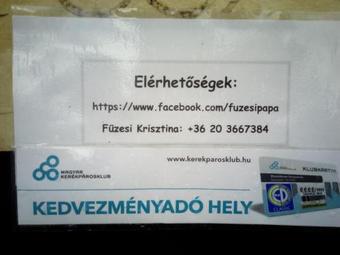 Elérhetőségek:
https://www.facebook.com/fuzesipapa
Füzesi Krisztina: +36 20 3667384
www.kerekparosklub.hu
MAGYAR
KERÉKPÁROSKLUB
KLUBKÁRTYA
KEDVEZMÉNYADÓ HELY